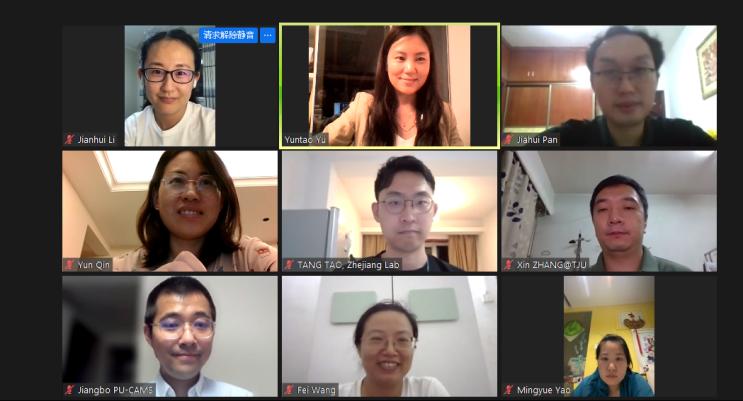 请求解除静音 ...
Jianhui Li
Yuntao Yu
Jiahui Pan
Yun Qin
TANG TAO, Zhejiang Lab
Xin ZHANG@TJU
Jiangbo PU-CAMS
Fei Wang
Mingyue Yao